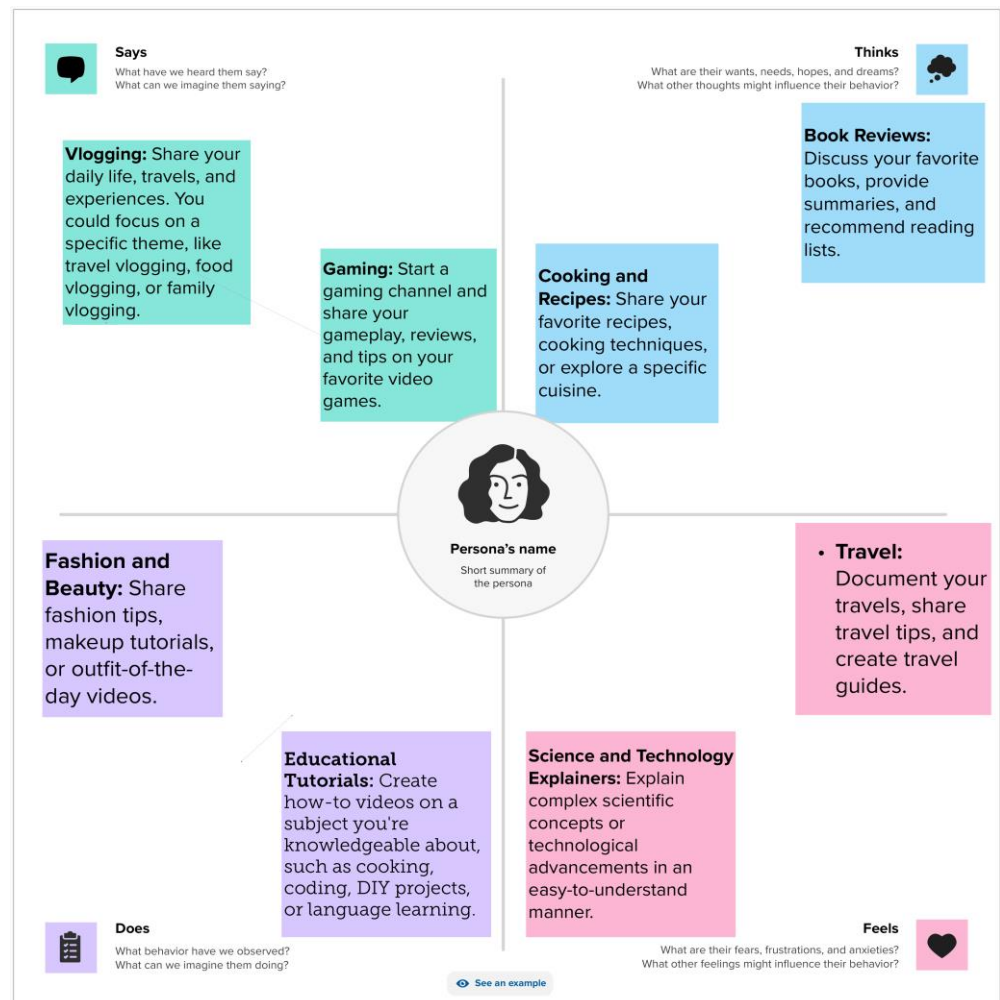 Says
What have we heard them say?
What can we imagine them saying?
Thinks
What are their wants, needs, hopes, and dreams?
What other thoughts might influence their behavior?
Vlogging: Share your
daily life, travels, and
experiences. You
could focus on a
specific theme, like
travel vlogging, food
vlogging, or family
vlogging.
Gaming: Start a
gaming channel and
share your
gameplay, reviews,
and tips on your
favorite video
games.
Cooking and
Recipes: Share your
favorite recipes,
cooking techniques,
or explore a specific
cuisine.
Book Reviews:
Discuss your favorite
books, provide
summaries, and
recommend reading
lists.
Persona's name
Short summary of
the persona
Fashion and
Beauty: Share
fashion tips,
makeup tutorials,
or outfit-of-the-
day videos.
Educational
Tutorials: Create
how-to videos on a
subject you're
knowledgeable about,
such as cooking,
coding, DIY projects,
or language learning.
Science and Technology
Explainers: Explain
complex scientific
concepts or
technological
advancements in an
easy-to-understand
manner.
• Travel:
Document your
travels, share
travel tips, and
create travel
guides.
Does
What behavior have we observed?
What can we imagine them doing?
Feels
What are their fears, frustrations, and anxieties?
What other feelings might influence their behavior?
See an example